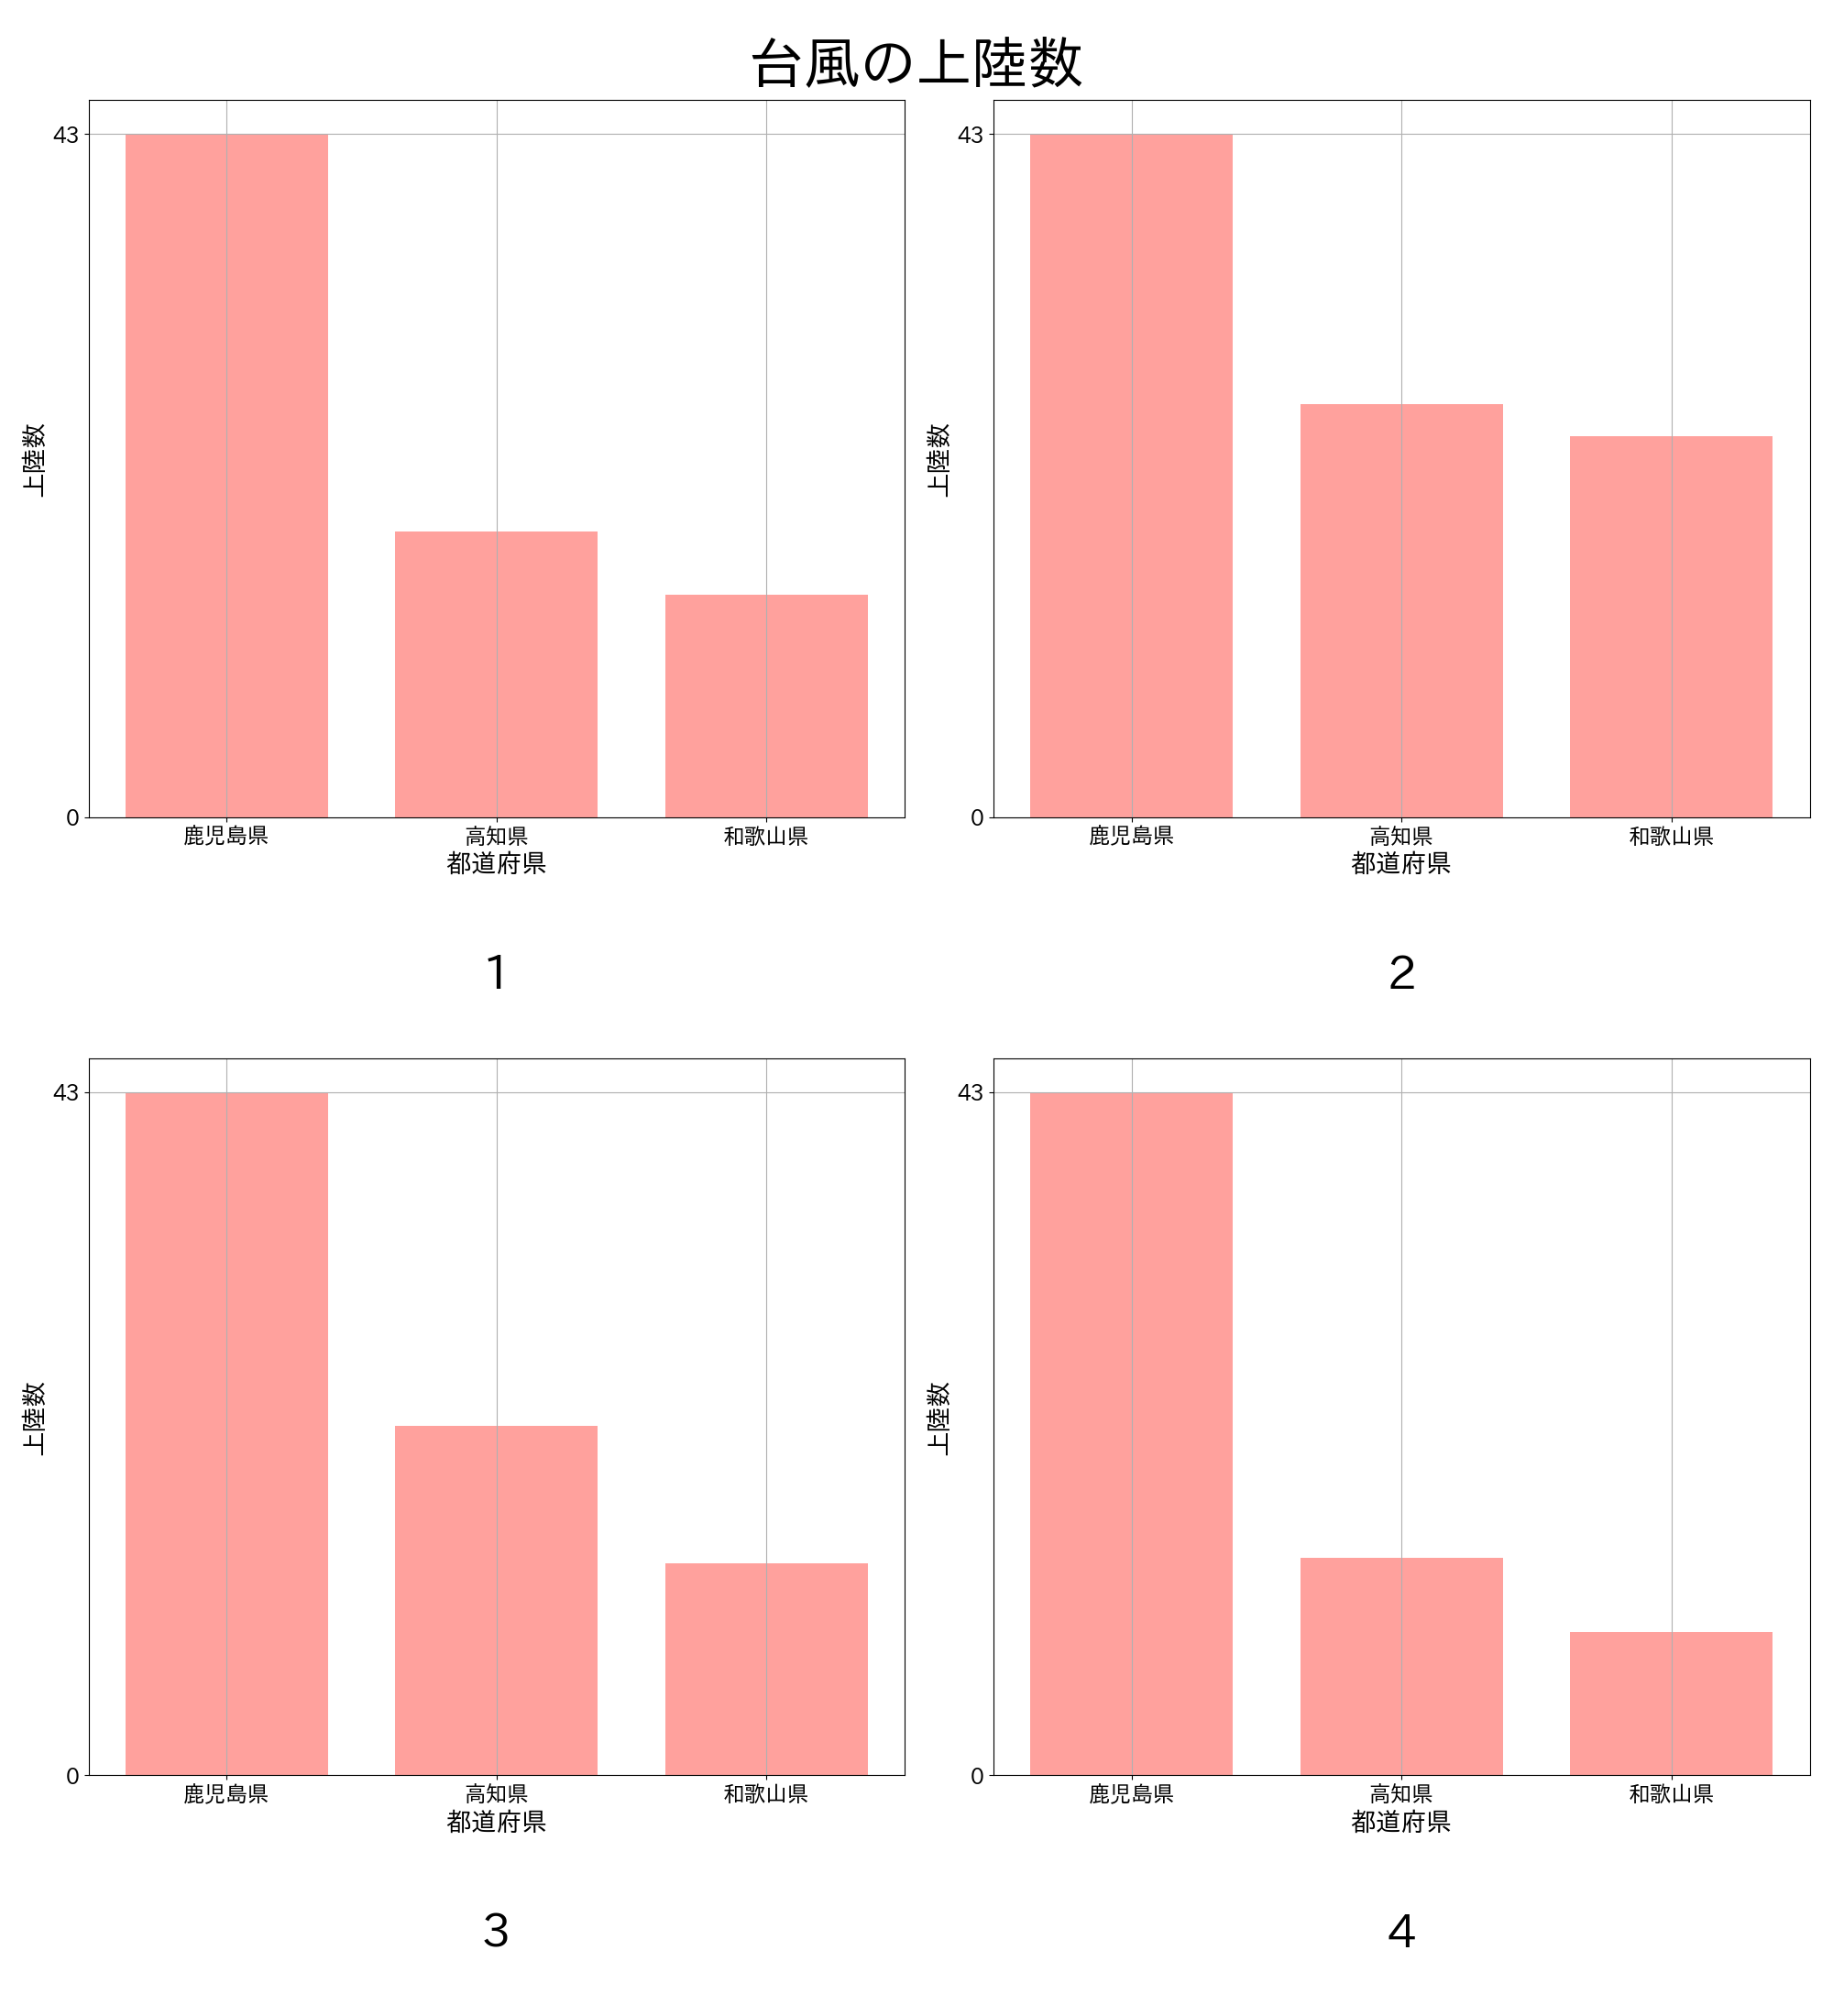 台風の上陸数
43
0
上陸数
鹿児島県 高知県 和歌山県
都道府県
1
43
0
上陸数
鹿児島県 高知県 和歌山県
都道府県
2
43
0
上陸数
鹿児島県 高知県 和歌山県
都道府県
3
43
0
上陸数
鹿児島県 高知県 和歌山県
都道府県
4